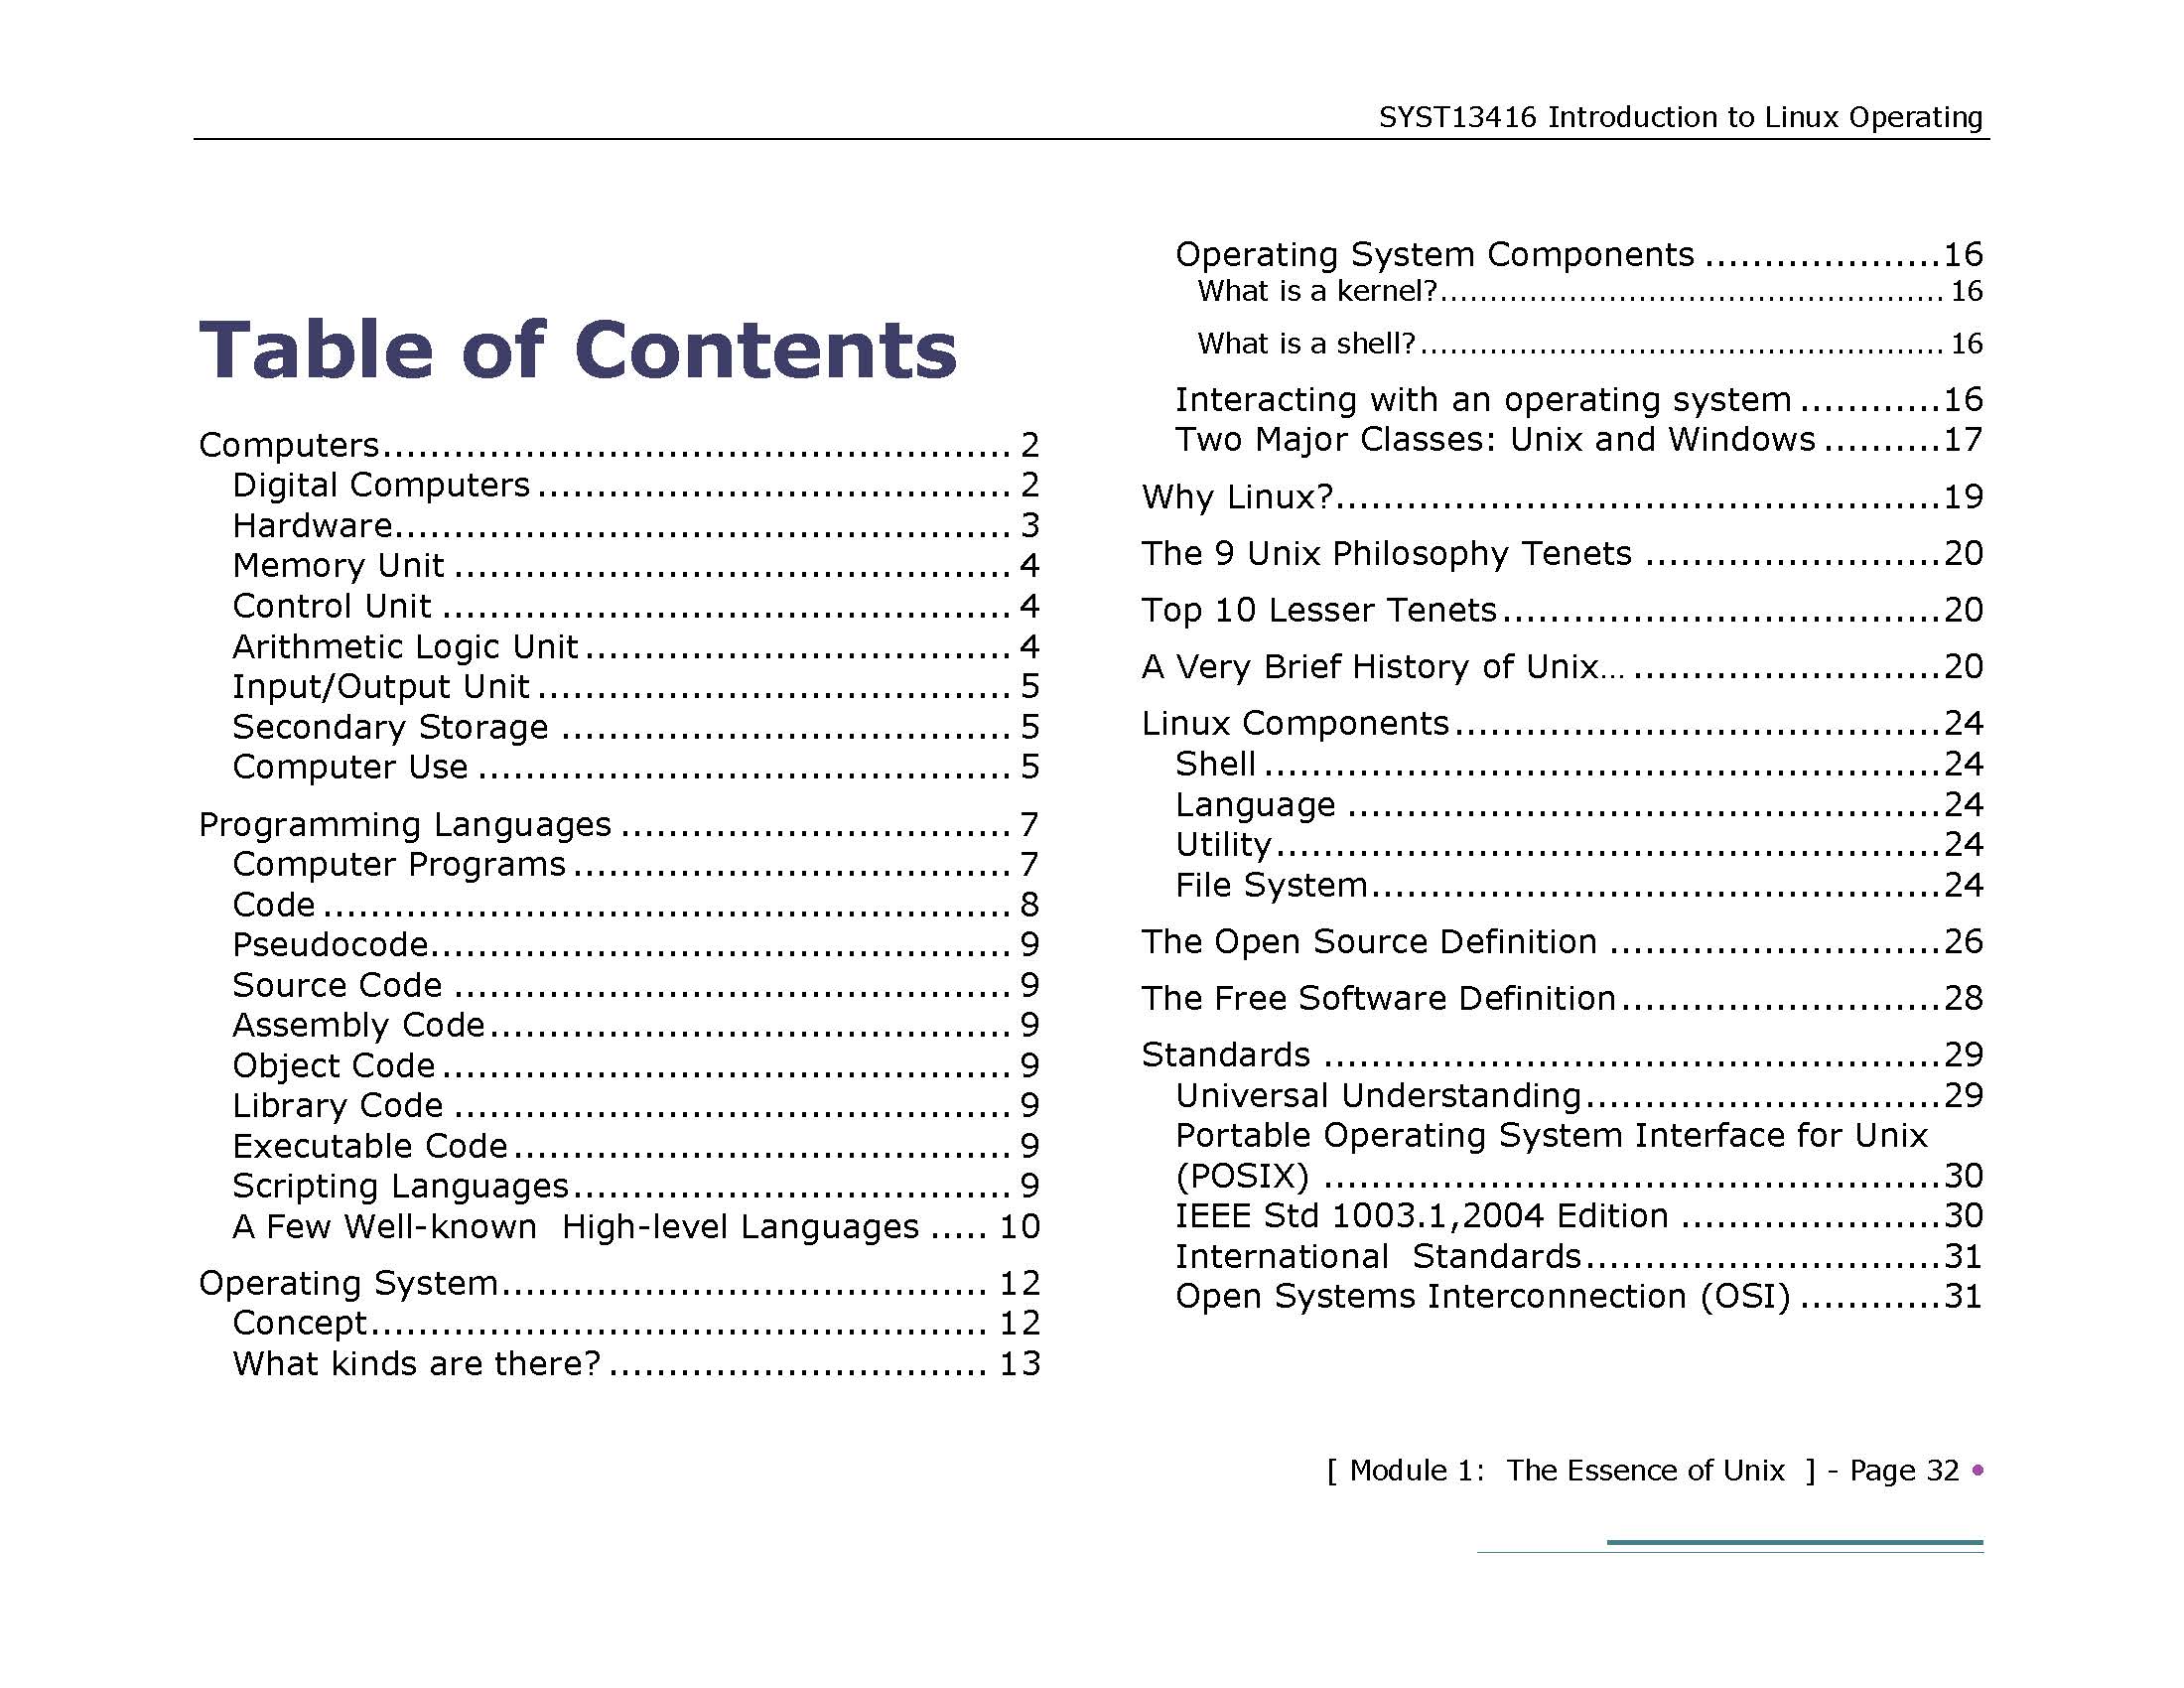 SYST13416 Introduction to Linux Operating
Table of Contents
Computers..................................................... 2
Digital Computers ........................................ 2
Hardware.................................................... 3
Memory Unit ............................................... 4
Control Unit ................................................ 4
Arithmetic Logic Unit .................................... 4
Input/Output Unit ........................................ 5
Secondary Storage ...................................... 5
Computer Use ............................................. 5
Programming Languages ................................. 7
Computer Programs ..................................... 7
Code .......................................................... 8
Pseudocode................................................. 9
Source Code ............................................... 9
Assembly Code............................................ 9
Object Code ................................................ 9
Library Code ............................................... 9
Executable Code .......................................... 9
Scripting Languages..................................... 9
A Few Well-known  High-level Languages ..... 10
Operating System......................................... 12
Concept.................................................... 12
What kinds are there? ................................ 13
Operating System Components ....................16
What is a kernel?................................................... 16
What is a shell?..................................................... 16
Interacting with an operating system ............16
Two Major Classes: Unix and Windows ..........17
Why Linux?...................................................19
The 9 Unix Philosophy Tenets .........................20
Top 10 Lesser Tenets.....................................20
A Very Brief History of Unix… ..........................20
Linux Components.........................................24
Shell .........................................................24
Language ..................................................24
Utility........................................................24
File System................................................24
The Open Source Definition ............................26
The Free Software Definition...........................28
Standards ....................................................29
Universal Understanding..............................29
Portable Operating System Interface for Unix
(POSIX) ....................................................30
IEEE Std 1003.1,2004 Edition ......................30
International  Standards..............................31
Open Systems Interconnection (OSI) ............31
[ Module 1:  The Essence of Unix  ] - Page 32 •